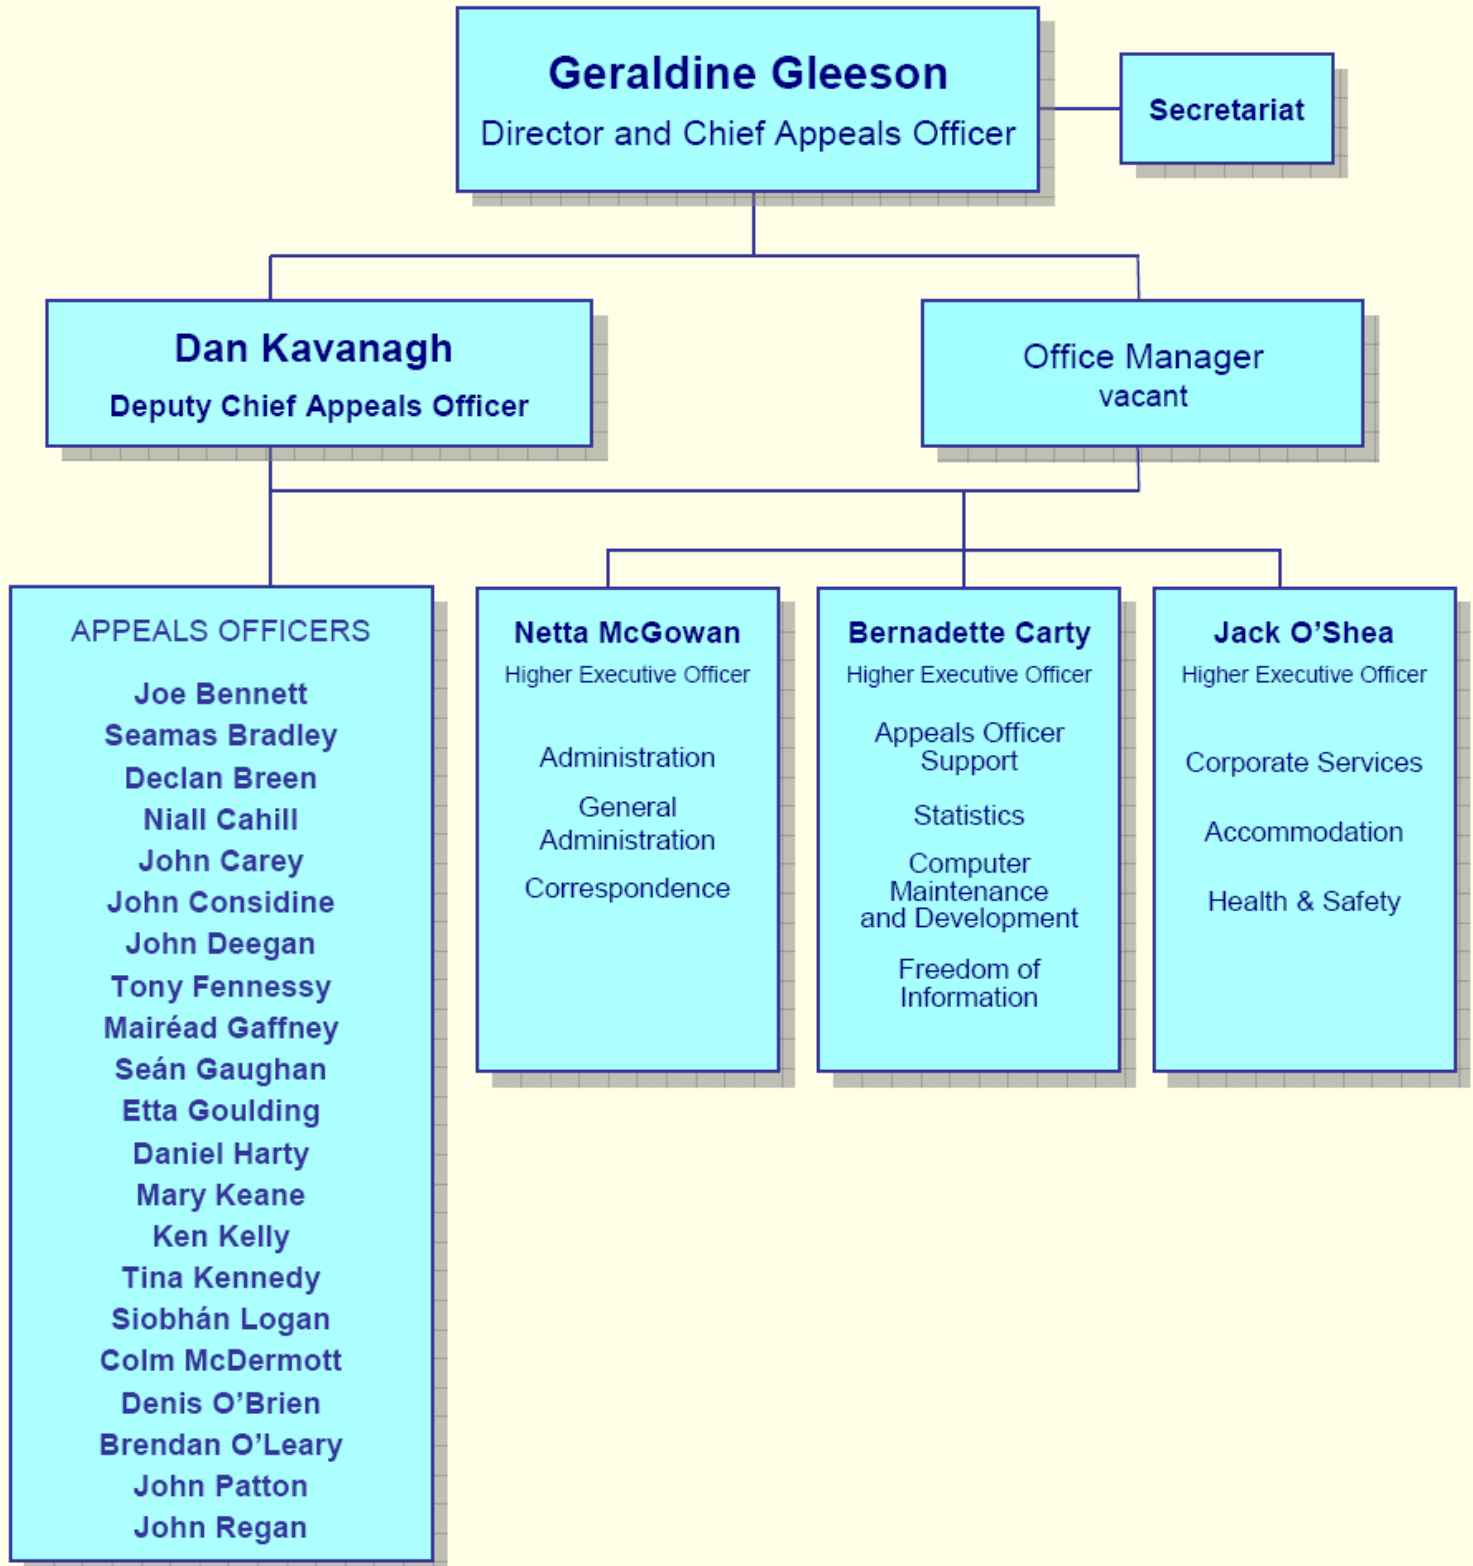 Geraldine Gleeson
Director and Chief Appeals Officer
Secretariat
Dan Kavanagh
Deputy Chief Appeals Officer
Office Manager
vacant
APPEALS OFFICERS
Joe Bennett
Seamas Bradley
Declan Breen
Niall Cahill
John Carey
John Considine
John Deegan
Tony Fennessy
Mairéad Gaffney
Seán Gaughan
Etta Goulding
Daniel Harty
Mary Keane
Ken Kelly
Tina Kennedy
Siobhán Logan
Colm McDermott
Denis O’Brien
Brendan O’Leary
John Patton
John Regan
Netta McGowan
Higher Executive Officer
Administration
General
Administration
Correspondence
Bernadette Carty
Higher Executive Officer
Appeals Officer
Support
Statistics
Computer
Maintenance
and Development
Freedom of
Information
Jack O’Shea
Higher Executive Officer
Corporate Services
Accommodation
Health & Safety